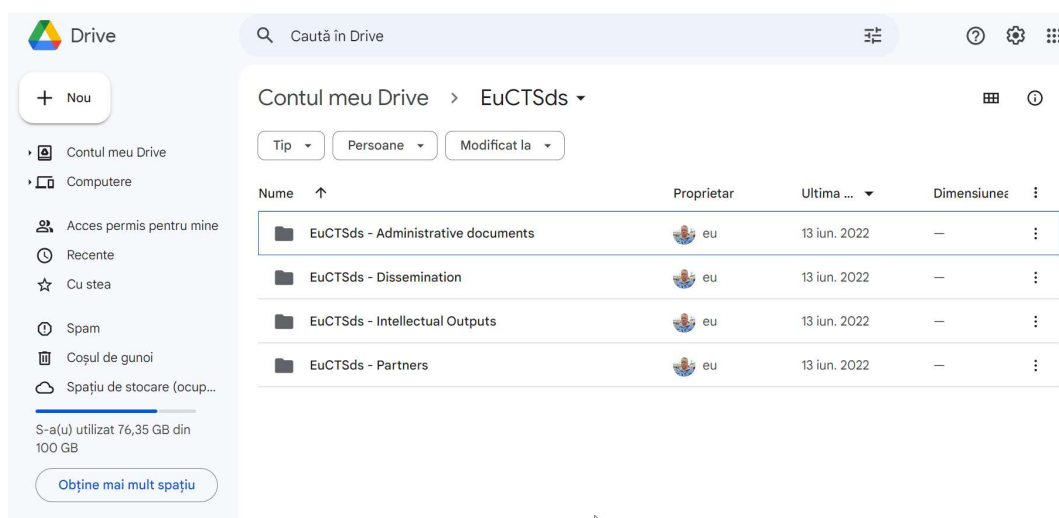 Drive
Caută în Drive
Nou
Contul meu Drive
Computere
Acces permis pentru mine
Recente
Cu stea
Spam
Coșul de gunoi
Spațiu de stocare (ocup...
S-a(u) utilizat 76,35 GB din
100 GB
Obține mai mult spațiu
Contul meu Drive > EuCTSds
Tip Persoane Modificat la
Nume Proprietar Ultima ... Dimensiunea
EuCTSds - Administrative documents eu 13 iun. 2022 —
EuCTSds - Dissemination eu 13 iun. 2022 —
EuCTSds - Intellectual Outputs eu 13 iun. 2022 —
EuCTSds - Partners eu 13 iun. 2022 —